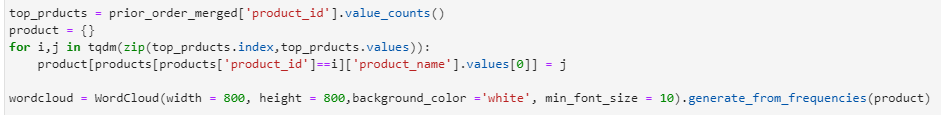 top_prducts = prior_order_merged['product_id'].value_counts()
product = {}
for i,j in tqdm(zip(top_prducts.index,top_prducts.values)):
    product[products[products['product_id']==i]['product_name'].values[0]] = j

wordcloud = WordCloud(width = 800, height = 800,background_color ='white', min_font_size = 10).generate_from_frequencies(product)